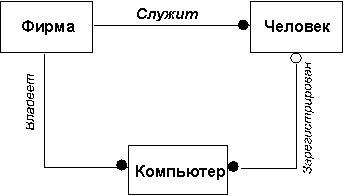 Фирма
Служит
Человек
Владеет
Зарегистрирован
Компьютер